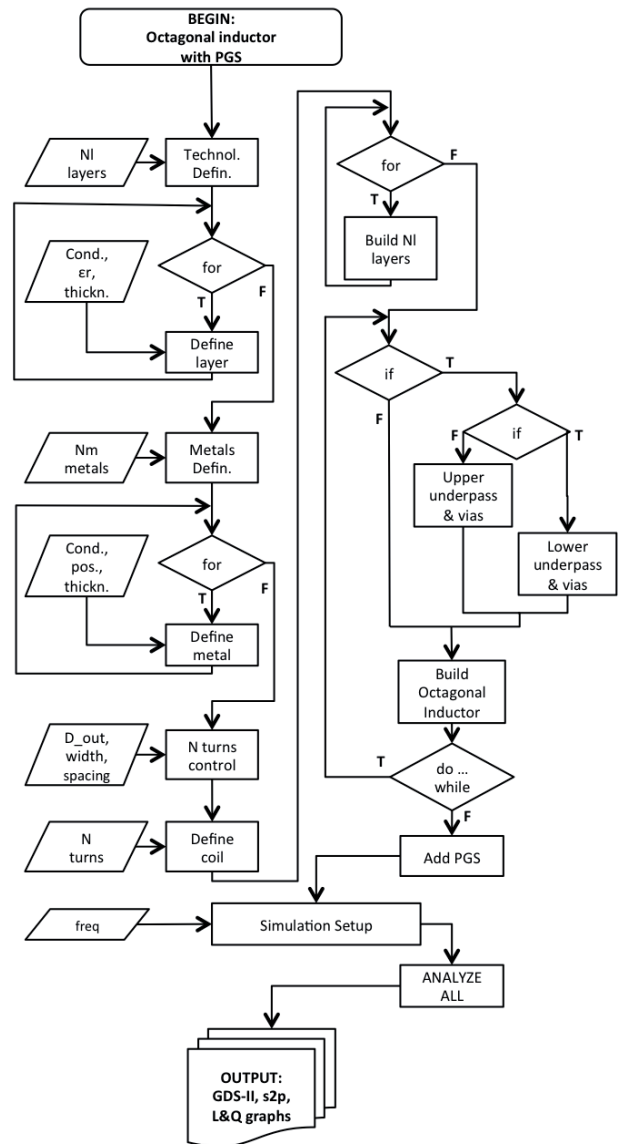 BEGIN:
Octagonal inductor
with PGS
Nl
layers
Technol.
Defin.
Cond.,
εr,
thickn.
for
T
F
Define
layer
Nm
metals
Metals
Defin.
Cond.,
pos.,
thickn.
for
T
F
Define
metal
D_out,
width,
spacing
N turns
control
N
turns
Define
coil
for
F
T
Build Nl
layers
if
T
F
if
F
T
Upper
underpass
& vias
Lower
underpass
& vias
Build
Octagonal
Inductor
do ...
while
T
F
Add PGS
freq
Simulation Setup
ANALYZE
ALL
OUTPUT:
GDS-II, s2p,
L&Q graphs